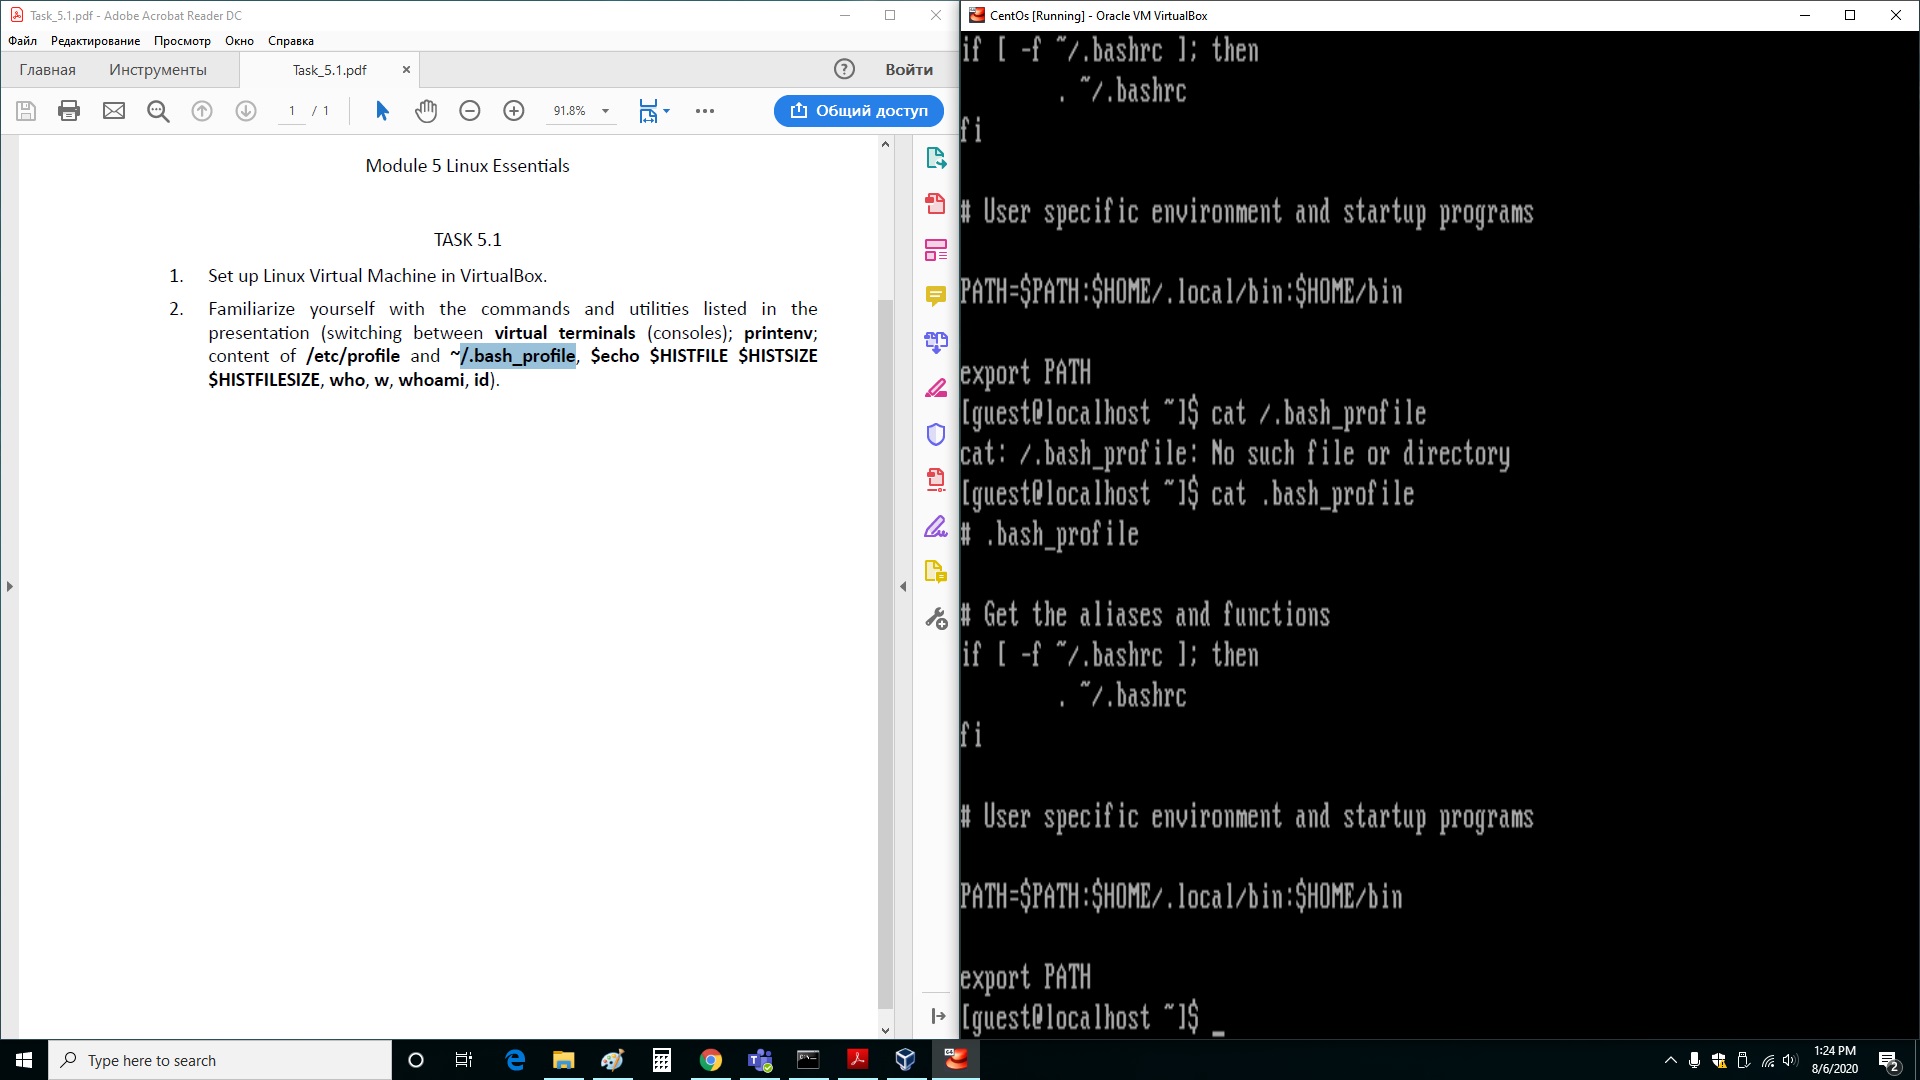 Task_5.1.pdf - Adobe Acrobat Reader DC
Файл Редактирование Просмотр Окно Справка
Главная Инструменты Task_5.1.pdf × ? Войти
1 / 1 91.8% Общий доступ
Module 5 Linux Essentials
TASK 5.1
1. Set up Linux Virtual Machine in VirtualBox.
2. Familiarize yourself with the commands and utilities listed in the
presentation (switching between virtual terminals (consoles); printenv;
content of /etc/profile and ~/.bash_profile, $echo $HISTFILE $HISTSIZE
$HISTFILESIZE, who, w, whoami, id).
CentOs [Running] - Oracle VM VirtualBox
if [ -f ~/.bashrc ]; then
. ~/.bashrc
fi
# User specific environment and startup programs
PATH=$PATH:$HOME/.local/bin:$HOME/bin
export PATH
[guest@localhost ~]$ cat /.bash_profile
cat: /.bash_profile: No such file or directory
[guest@localhost ~]$ cat .bash_profile
# .bash_profile
# Get the aliases and functions
if [ -f ~/.bashrc ]; then
. ~/.bashrc
fi
# User specific environment and startup programs
PATH=$PATH:$HOME/.local/bin:$HOME/bin
export PATH
[guest@localhost ~]$ _
Type here to search
1:24 PM
8/6/2020
2